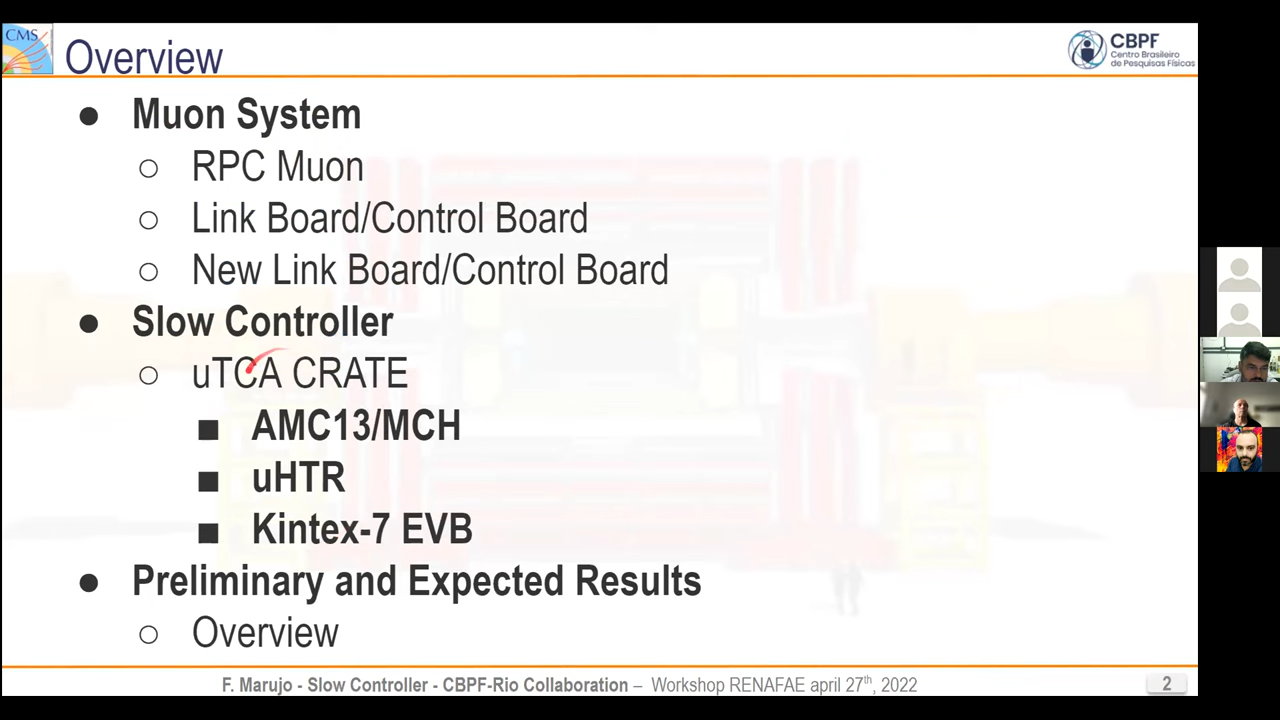 CMS
Overview
CBPF
Centro Brasileiro
de Pesquisas Físicas
● Muon System
○ RPC Muon
○ Link Board/Control Board
○ New Link Board/Control Board
● Slow Controller
○ uTCA CRATE
■ AMC13/MCH
■ uHTR
■ Kintex-7 EVB
● Preliminary and Expected Results
○ Overview
F. Marujo - Slow Controller - CBPF-Rio Collaboration – Workshop RENAFAE april 27th, 2022
2